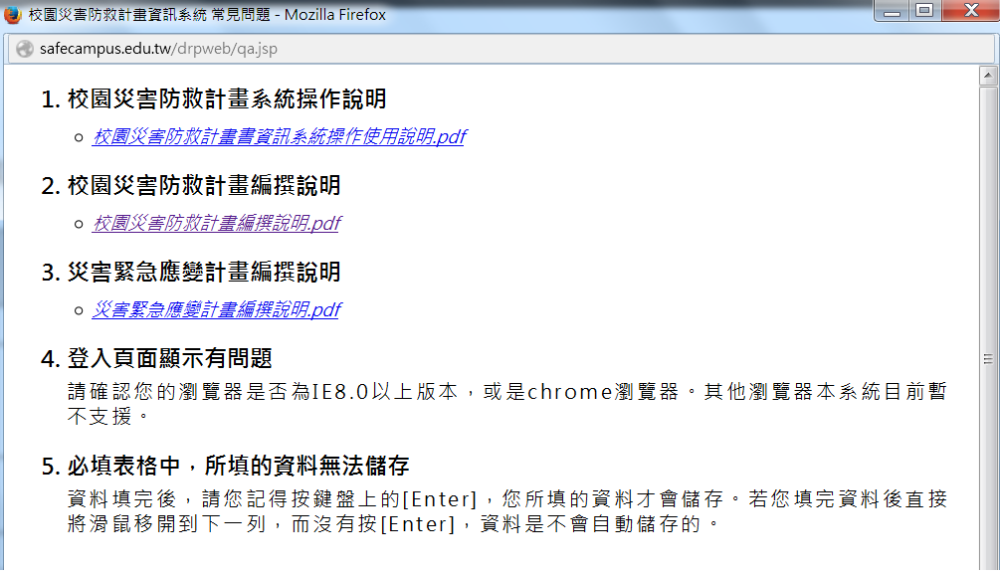 校園災害防救計畫資訊系統 常見問題 - Mozilla Firefox
safecampus.edu.tw/drpweb/qa.jsp
1. 校園災害防救計畫系統操作說明
校園災害防救計畫書資訊系統操作使用說明.pdf
2. 校園災害防救計畫編撰說明
校園災害防救計畫編撰說明.pdf
3. 災害緊急應變計畫編撰說明
災害緊急應變計畫編撰說明.pdf
4. 登入頁面顯示有問題
請確認您的瀏覽器是否為IE8.0以上版本，或是chrome瀏覽器。其他瀏覽器本系統目前暫
不支援。
5. 必填表格中，所填的資料無法儲存
資料填完後，請您記得按鍵盤上的[Enter]，您所填的資料才會儲存。若您填完資料後直接
將滑鼠移開到下一列，而沒有按[Enter]，資料是不會自動儲存的。